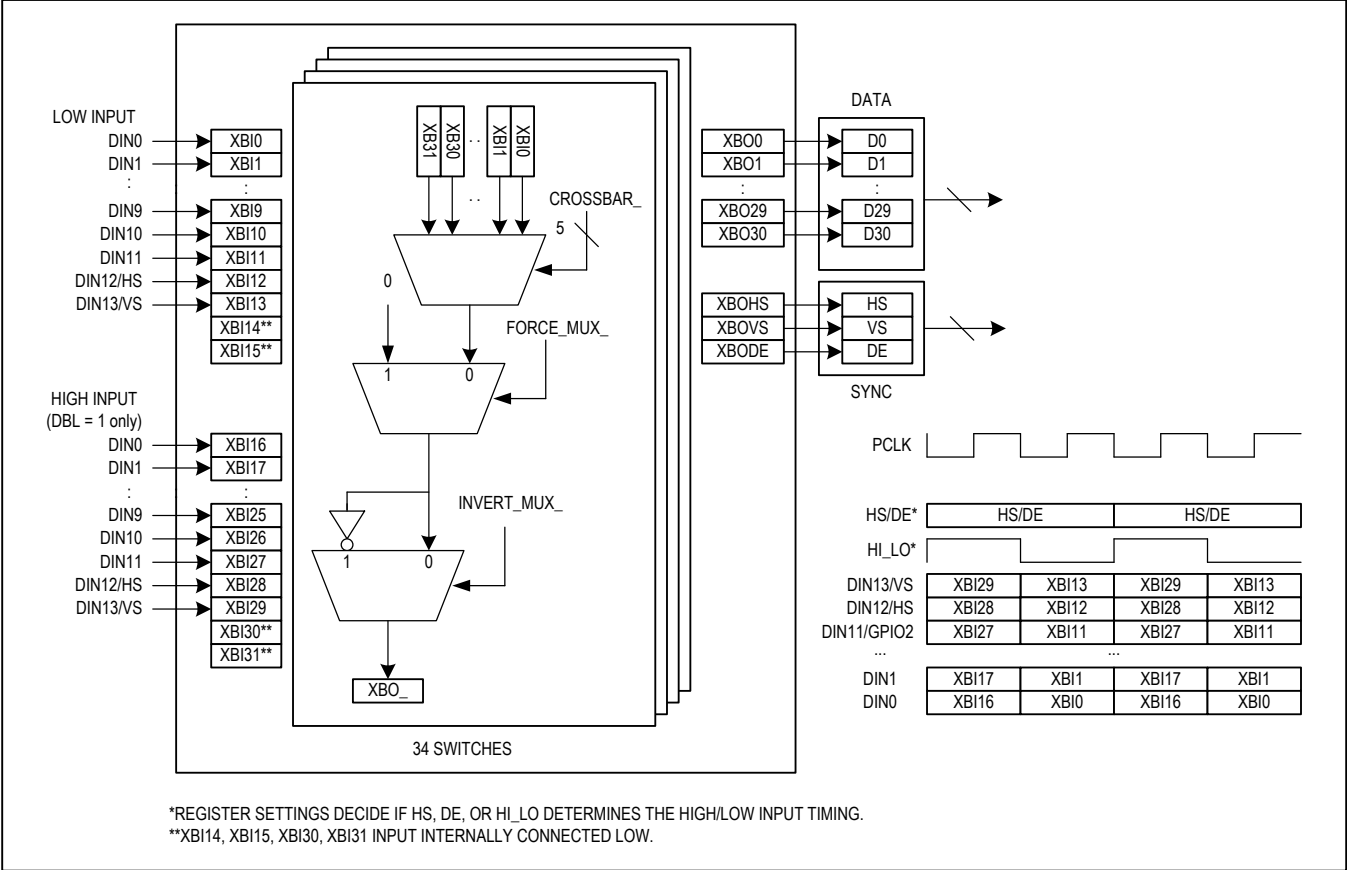 LOW INPUT
DIN0
DIN1
:
DIN9
DIN10
DIN11
DIN12/HS
DIN13/VS
HIGH INPUT
(DBL = 1 only)
DIN0
DIN1
:
DIN9
DIN10
DIN11
DIN12/HS
DIN13/VS
XBI0
XBI1
:
XBI9
XBI10
XBI11
XBI12
XBI13
XBI14**
XBI15**
XBI16
XBI17
:
XBI25
XBI26
XBI27
XBI28
XBI29
XBI30**
XBI31**
XB31
XB30
..
XBI1
XBI0
..
CROSSBAR_
5
0
FORCE_MUX_
1 0
INVERT_MUX_
1 0
XBO_
34 SWITCHES
XBO0
XBO1
:
XBO29
XBO30
XBOHS
XBOVS
XBODE
DATA
D0
D1
:
D29
D30
HS
VS
DE
SYNC
PCLK
HS/DE* HS/DE HS/DE
HI_LO*
DIN13/VS XBI29 XBI13 XBI29 XBI13
DIN12/HS XBI28 XBI12 XBI28 XBI12
DIN11/GPIO2 XBI27 XBI11 XBI27 XBI11
... ...
DIN1 XBI17 XBI1 XBI17 XBI1
DIN0 XBI16 XBI0 XBI16 XBI0
*REGISTER SETTINGS DECIDE IF HS, DE, OR HI_LO DETERMINES THE HIGH/LOW INPUT TIMING.
**XBI14, XBI15, XBI30, XBI31 INPUT INTERNALLY CONNECTED LOW.